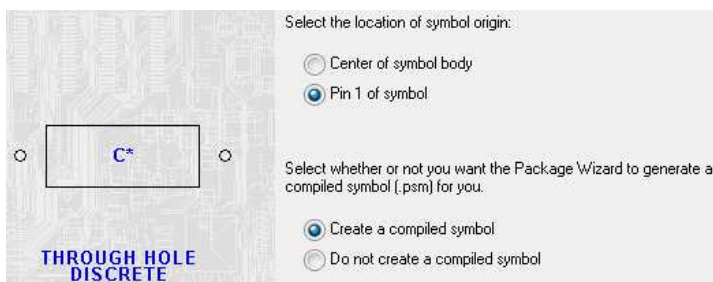 Select the location of symbol origin:
Center of symbol body
Pin 1 of symbol
C*
Select whether or not you want the Package Wizard to generate a
compiled symbol (.psm) for you.
Create a compiled symbol
Do not create a compiled symbol
THROUGH HOLE
DISCRETE